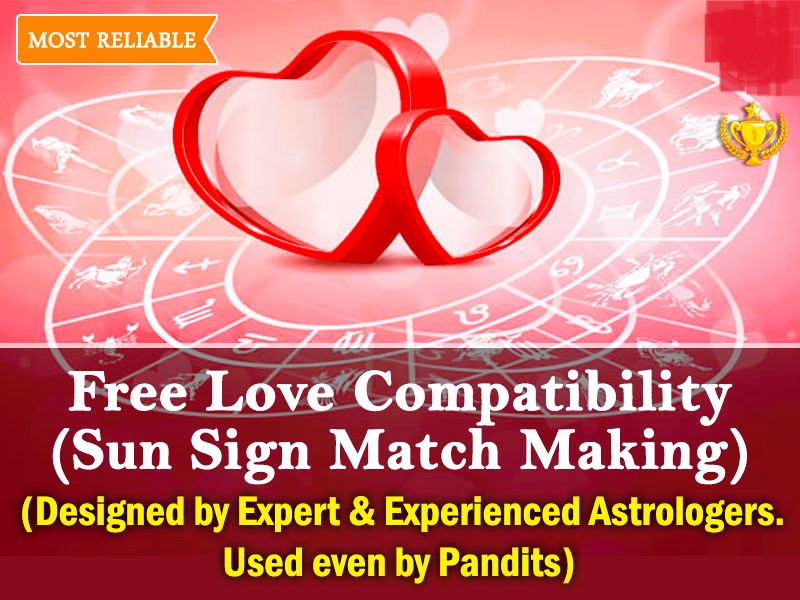 MOST RELIABLE
Free Love Compatibility
(Sun Sign Match Making)
(Designed by Expert & Experienced Astrologers.
Used even by Pandits)